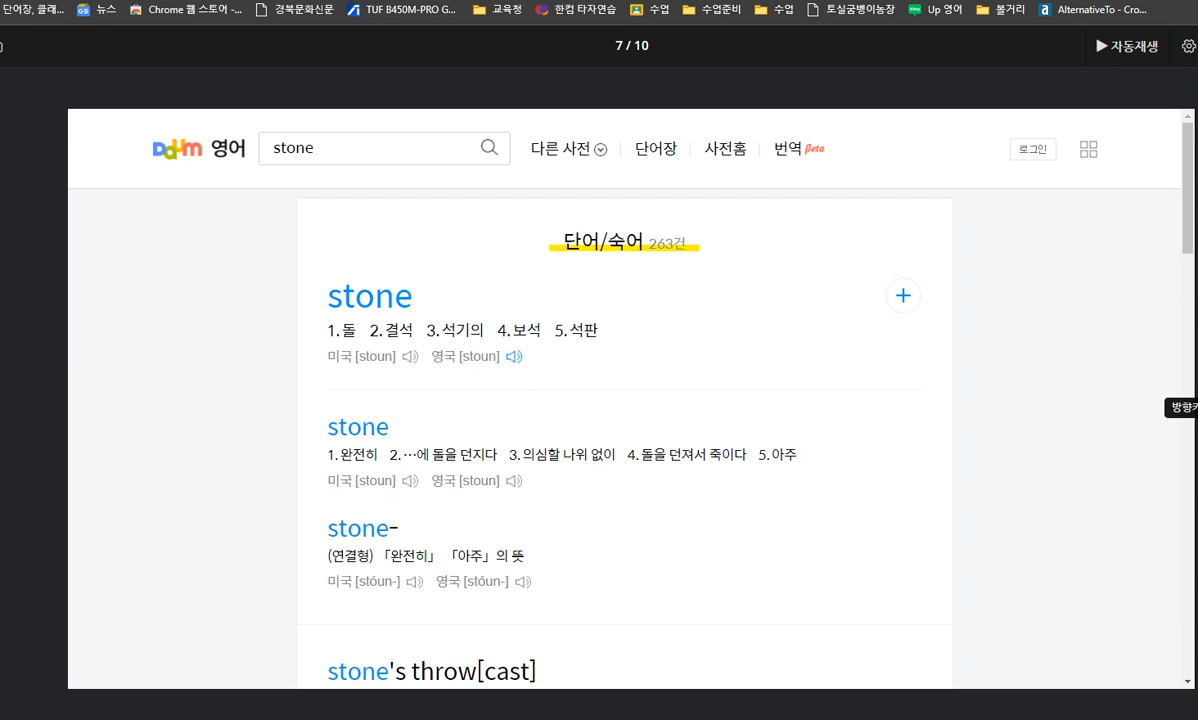 단어장, 클래... 뉴스 Chrome 웹 스토어 -... 경북문화신문 TUF B450M-PRO G... 교육청 한컴 타자연습 수업 수업준비 수업 토실굼벵이농장 Up 영어 볼거리 AlternativeTo - Cro...
7 / 10
▶ 자동재생
Daum 영어 stone 다른 사전 단어장 사전홈 번역 Beta 로그인
단어/숙어 263건
stone
1. 돌 2. 결석 3. 석기의 4. 보석 5. 석판
미국 [stoun] 영국 [stoun]
방향키
stone
1. 완전히 2. …에 돌을 던지다 3. 의심할 나위 없이 4. 돌을 던져서 죽이다 5. 아주
미국 [stoun] 영국 [stoun]
stone-
(연결형) 「완전히」 「아주」의 뜻
미국 [stóun-] 영국 [stóun-]
stone's throw[cast]